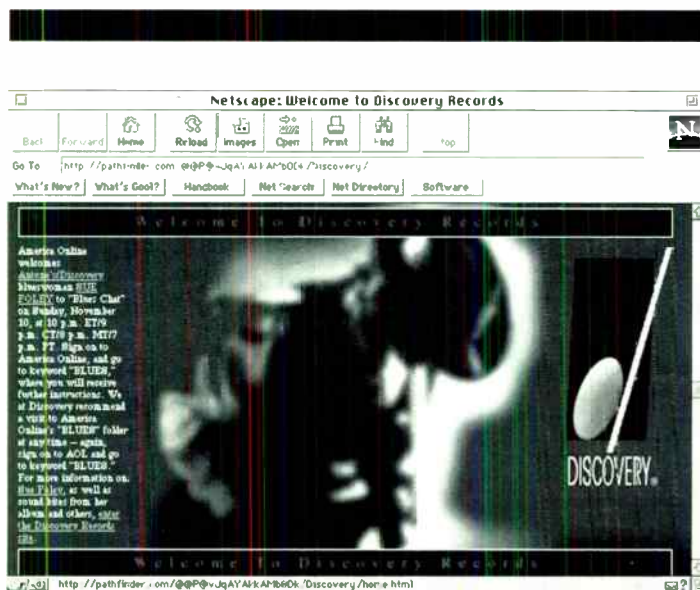 Netscape: Welcome to Discovery Records
Back Forward Home Reload Images Open Print Find Stop
Go To
What's New? What's Cool? Handbook Net Search Net Directory Software
Welcome to Discovery Records
America Online
welcomes
Antone's/Discovery
blueswoman SUE
FOLEY to "Blues Chat"
on Sunday, November
10, at 10 p.m. ET/9
p.m. CT/8 p.m. MT/7
p.m. PT. Sign on to
America Online, and go
to keyword "BLUES,"
where you will receive
further instructions. We
at Discovery recommend
a visit to America
Online's "BLUES" folder
at any time – again,
sign on to AOL and go
to keyword "BLUES."
For more information on
Sue Foley, as well as
sound bites from her
album and others, enter
the Discovery Records
site.
DISCOVERY
Welcome to Discovery Records